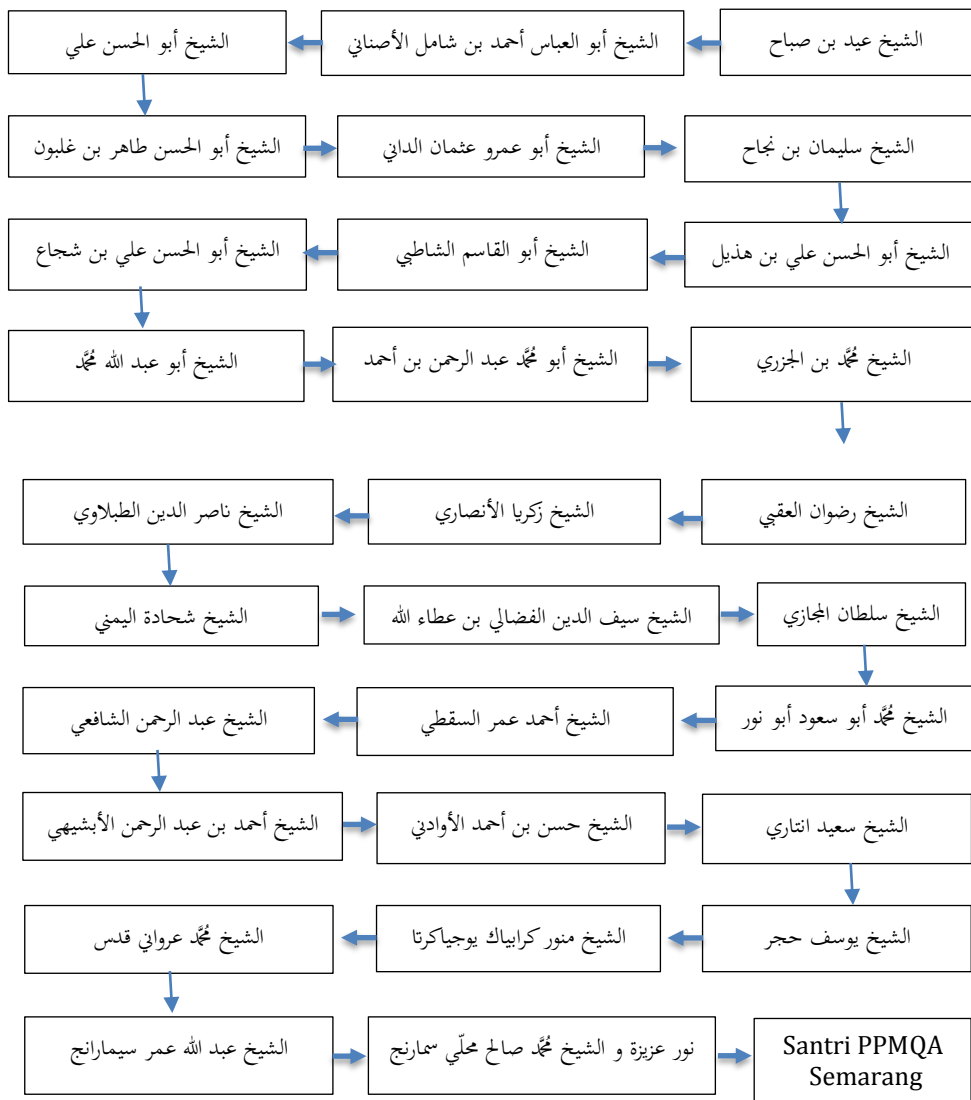 الشيخ عيد بن صباح
الشيخ أبو العباس أحمد بن شامل الأصناني
الشيخ أبو الحسن علي
الشيخ أبو الحسن طاهر بن غلبون
الشيخ أبو عمرو عثمان الداني
الشيخ سليمان بن نجاح
الشيخ أبو الحسن علي بن هذيل
الشيخ أبو القاسم الشاطبي
الشيخ أبو الحسن علي بن شجاع
الشيخ أبو عبد الله مُحَّد
الشيخ أبو مُحَّد عبد الرحمن بن أحمد
الشيخ مُحَّد بن الجزري
الشيخ رضوان العقبي
الشيخ زكريا الأنصاري
الشيخ ناصر الدين الطبلاوي
الشيخ شحادة اليمني
الشيخ سيف الدين الفضالي بن عطاء الله
الشيخ سلطان المجازي
الشيخ مُحَّد أبو سعود أبو نور
الشيخ أحمد عمر السقطي
الشيخ عبد الرحمن الشافعي
الشيخ أحمد بن عبد الرحمن الأبشيهي
الشيخ حسن بن أحمد الأوادني
الشيخ سعيد انتاري
الشيخ يوسف حجر
الشيخ منور كرابياك يوجياكرتا
الشيخ مُحَّد عرواني قدس
الشيخ عبد الله عمر سيمارانج
نور عزيزة و الشيخ مُحَّد صالح محلّي سمارنج
Santri PPMQA
Semarang